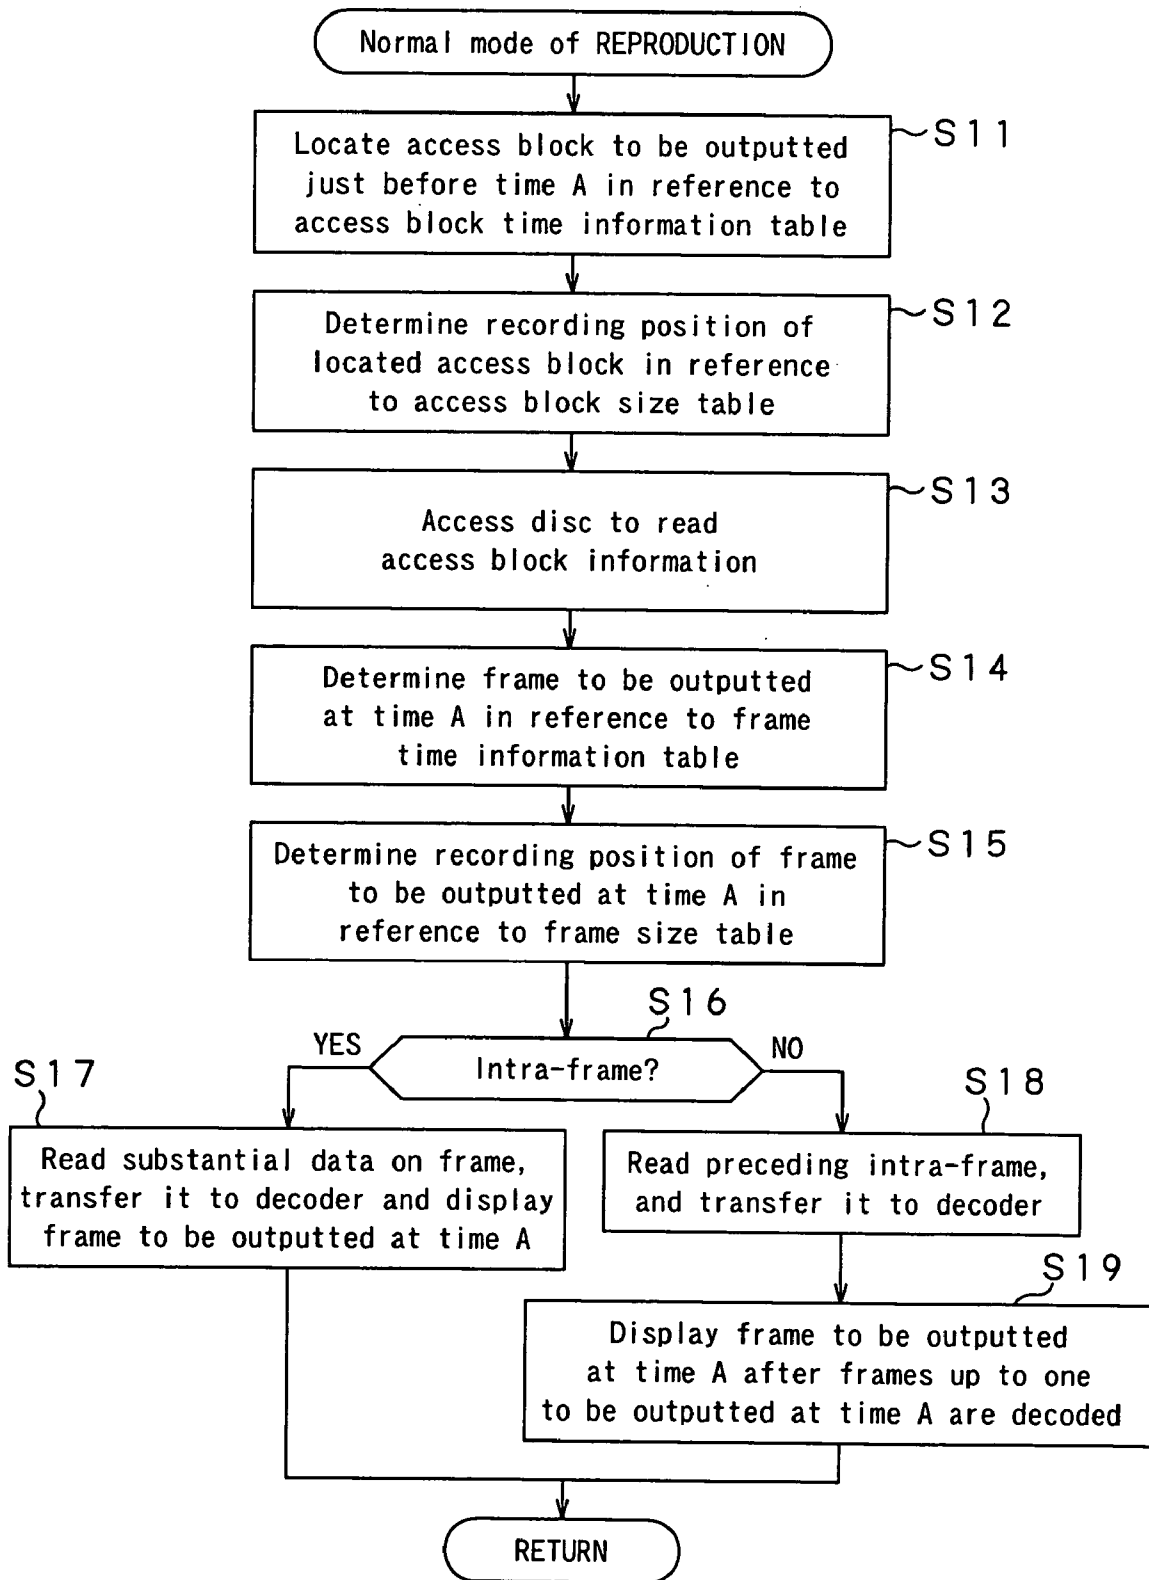 Normal mode of REPRODUCTION
S11
Locate access block to be outputted
just before time A in reference to
access block time information table
S12
Determine recording position of
located access block in reference
to access block size table
S13
Access disc to read
access block information
S14
Determine frame to be outputted
at time A in reference to frame
time information table
S15
Determine recording position of frame
to be outputted at time A in
reference to frame size table
S16
YES
Intra-frame?
NO
S17
Read substantial data on frame,
transfer it to decoder and display
frame to be outputted at time A
S18
Read preceding intra-frame,
and transfer it to decoder
S19
Display frame to be outputted
at time A after frames up to one
to be outputted at time A are decoded
RETURN